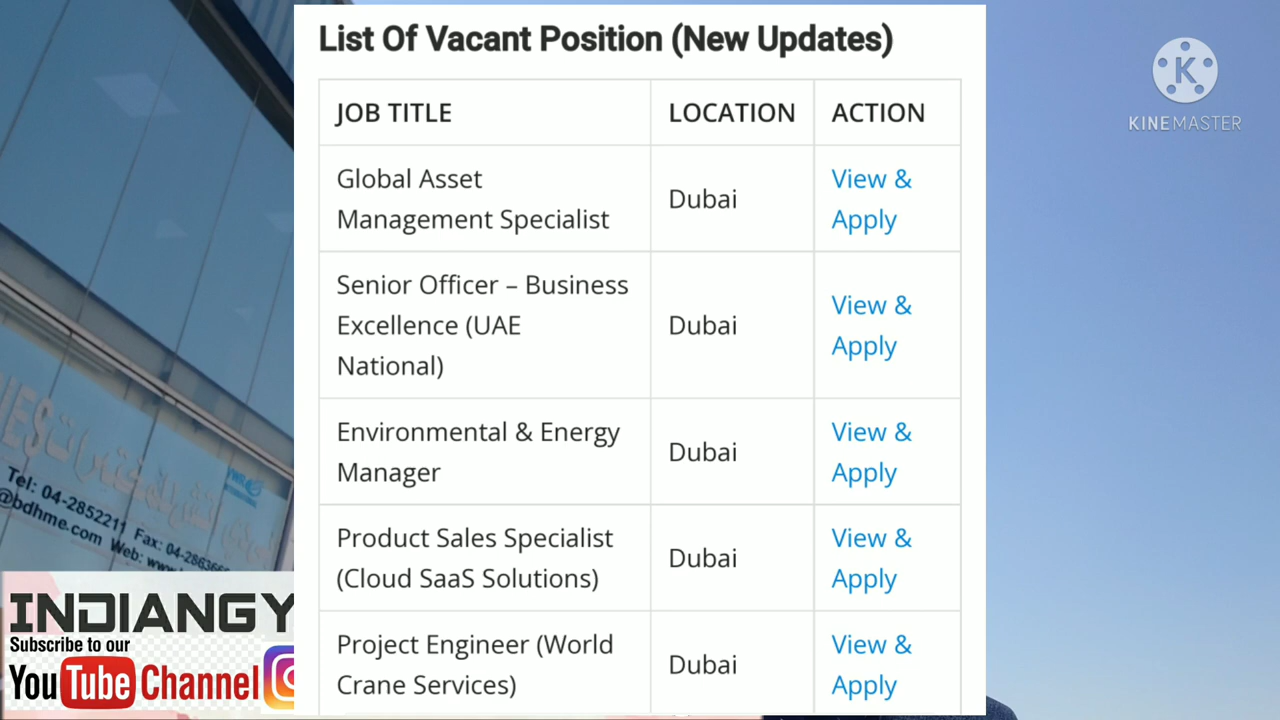 List Of Vacant Position (New Updates)
JOB TITLE LOCATION ACTION
Global Asset
Management Specialist
Dubai
View &
Apply
Senior Officer – Business
Excellence (UAE
National)
Dubai
View &
Apply
Environmental & Energy
Manager
Dubai
View &
Apply
Product Sales Specialist
(Cloud SaaS Solutions)
Dubai
View &
Apply
Project Engineer (World
Crane Services)
Dubai
View &
Apply
K
KINEMASTER
Tel: 04-2852211 Fax: 04-28636
@bdhme.com Web:
INDIANGY
Subscribe to our
YouTube Channel